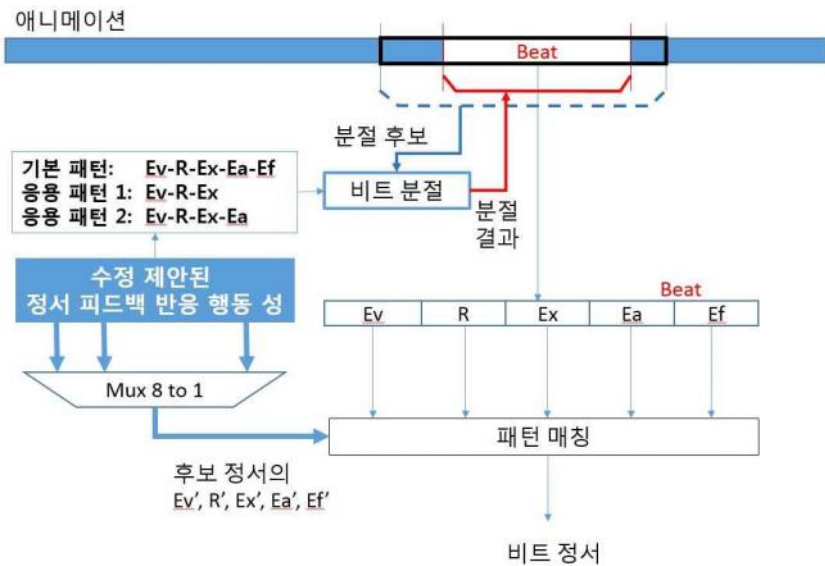 애니메이션
Beat
분절 후보
기본 패턴: Ev-R-Ex-Ea-Ef
응용 패턴 1: Ev-R-Ex
응용 패턴 2: Ev-R-Ex-Ea
비트 분절
분절
결과
수정 제안된
정서 피드백 반응 행동 성
Beat
Ev R Ex Ea Ef
Mux 8 to 1
패턴 매칭
후보 정서의
Ev’, R’, Ex’, Ea’, Ef’
비트 정서